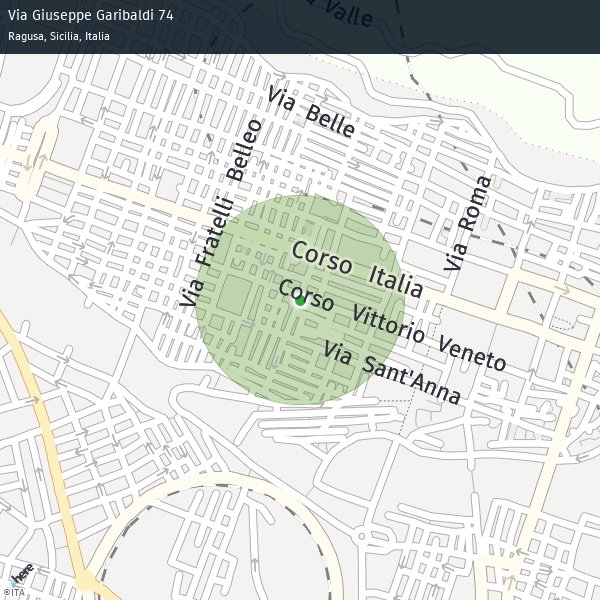 Via Giuseppe Garibaldi 74
Ragusa, Sicilia, Italia
Valle
Via Belle
Via Fratelli Belleo
Via Roma
Corso Italia
Corso Vittorio Veneto
Via Sant'Anna
here
©ITA